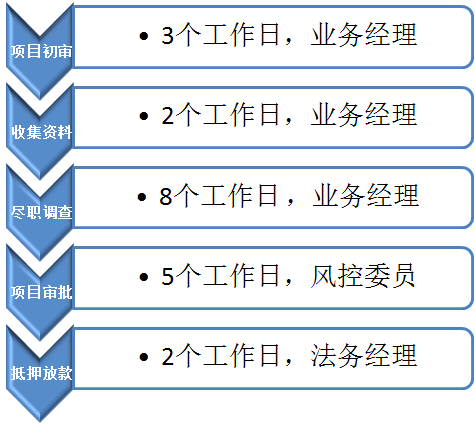 项目初审
• 3个工作日，业务经理
收集资料
• 2个工作日，业务经理
尽职调查
• 8个工作日，业务经理
项目审批
• 5个工作日，风控委员
抵押放款
• 2个工作日，法务经理